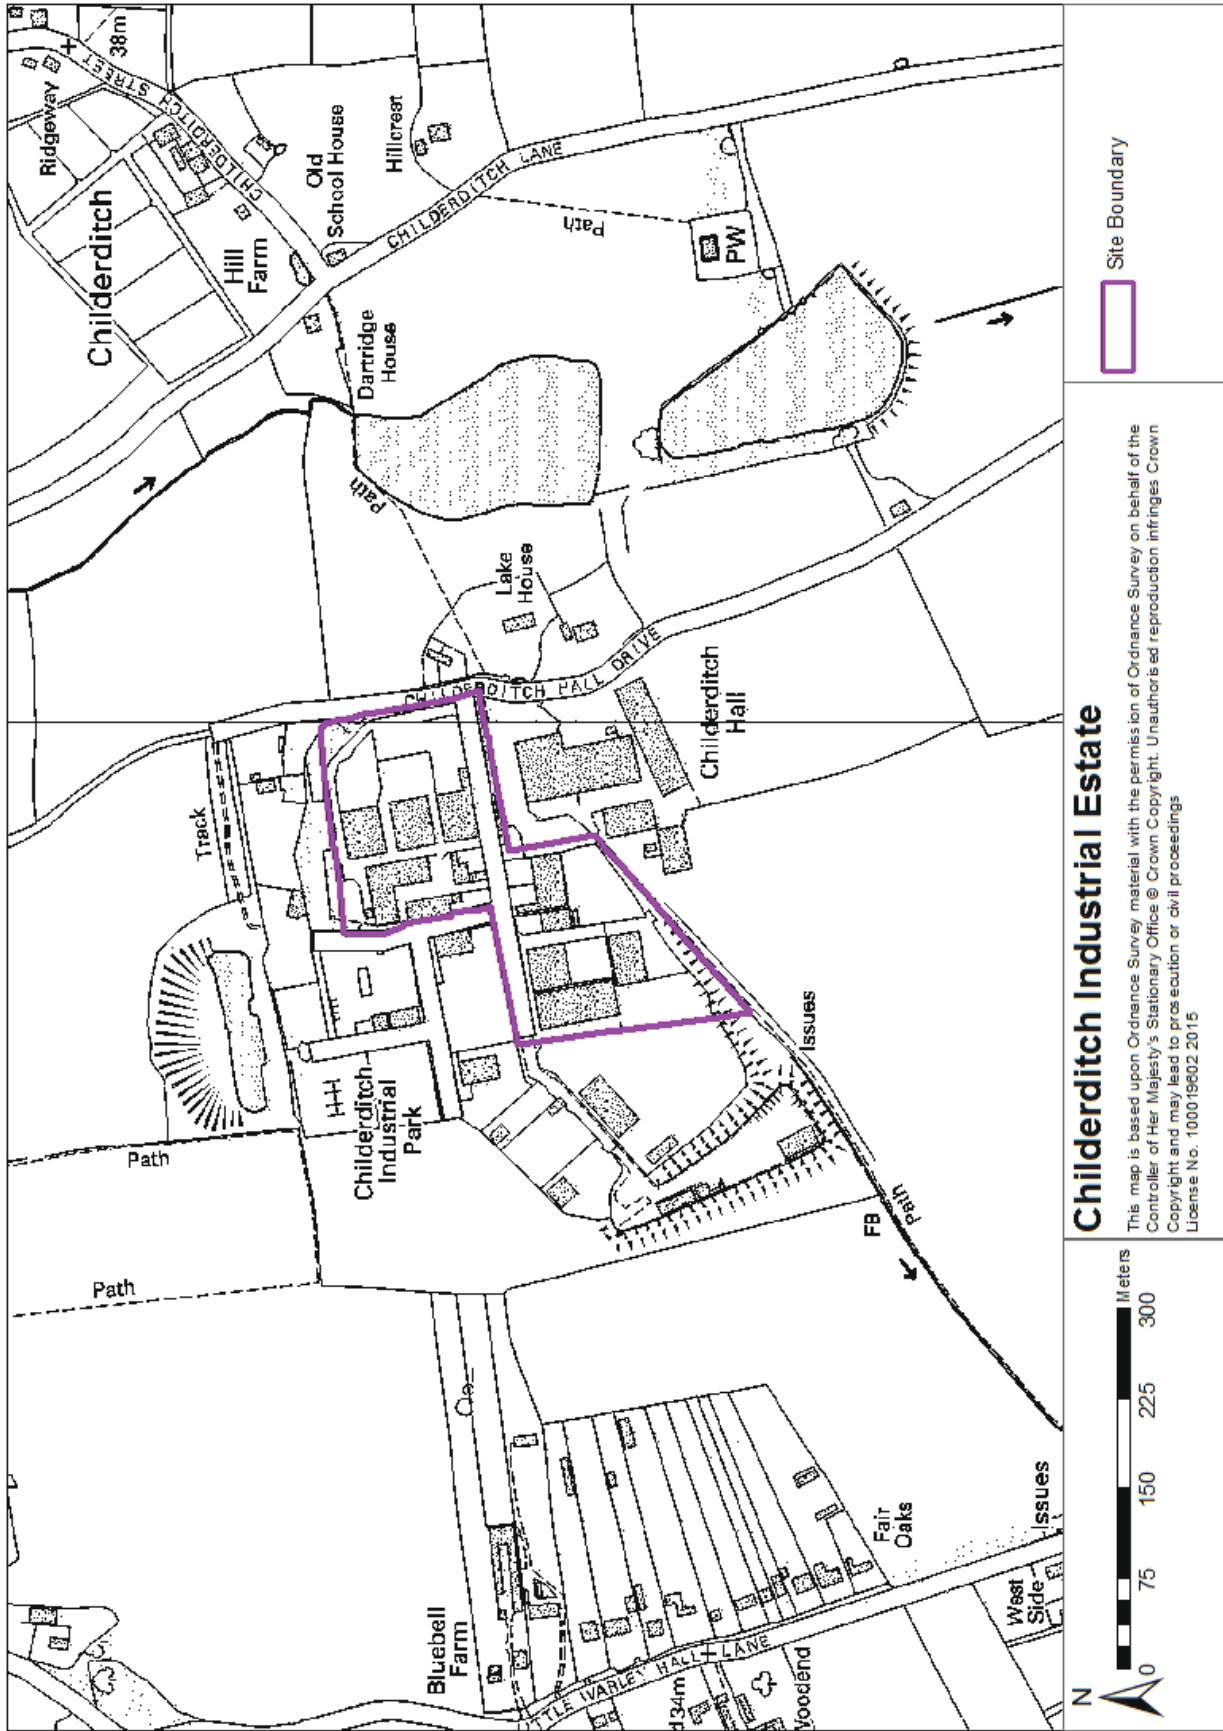 Bluebell
Farm
LITTLE WARLEY HALL LANE
34m
Woodend
West
Side
Issues
Fair
Oaks
Path
Path
FB
Path
Issues
Childerditch
Industrial
Park
Track
Childerditch
Hall
CHILDERDITCH HALL DRIVE
Lake
House
Path
Dartridge
House
Childerditch
Hill
Farm
Ridgeway
CHILDERDITCH STREET
38m
Old
School House
Hillcrest
CHILDERDITCH LANE
Path
PW
N
0 75 150 225 300
Meters
Childerditch Industrial Estate
This map is based upon Ordnance Survey material with the permission of Ordnance Survey on behalf of the
Controller of Her Majesty's Stationary Office © Crown Copyright. Unauthorised reproduction infringes Crown
Copyright and may lead to prosecution or civil proceedings
License No. 100019602 2015
Site Boundary